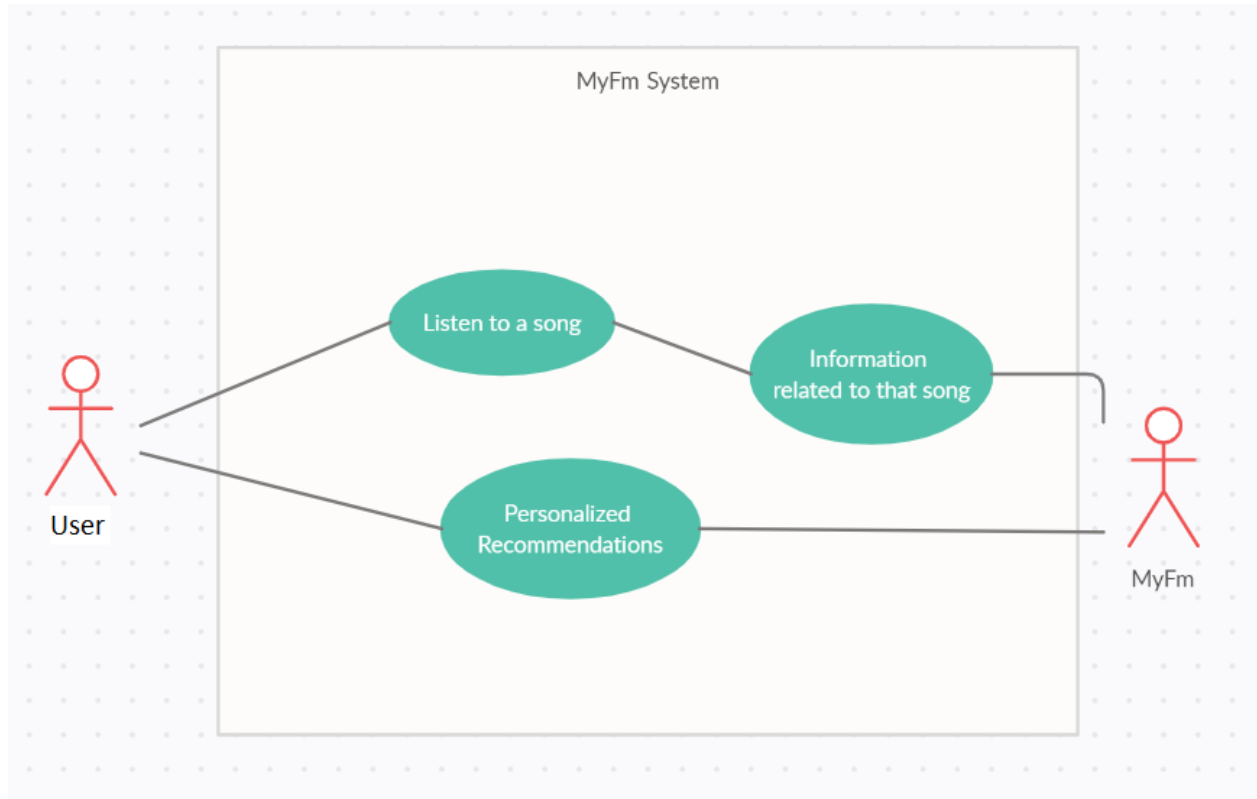 MyFm System
Listen to a song
Information
related to that song
User
Personalized
Recommendations
MyFm